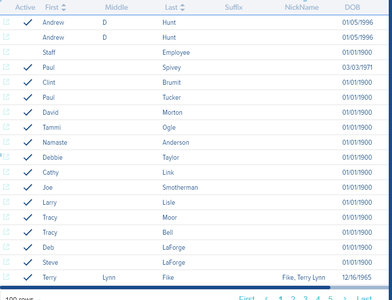 Active First Middle Last Suffix NickName DOB
Andrew D Hunt 01/05/1996
Andrew D Hunt 01/05/1996
Staff Employee 01/01/1900
Paul Spivey 03/03/1971
Clint Brumit 01/01/1900
Paul Tucker 01/01/1900
David Morton 01/01/1900
Tammi Ogle 01/01/1900
Namaste Anderson 01/01/1900
Debbie Taylor 01/01/1900
Cathy Link 01/01/1900
Joe Smotherman 01/01/1900
Larry Lisle 01/01/1900
Tracy Moor 01/01/1900
Tracy Bell 01/01/1900
Deb LaForge 01/01/1900
Steve LaForge 01/01/1900
Terry Lynn Fike Fike, Terry Lynn 12/16/1965
100 rows First 1 2 3 4 5 Last